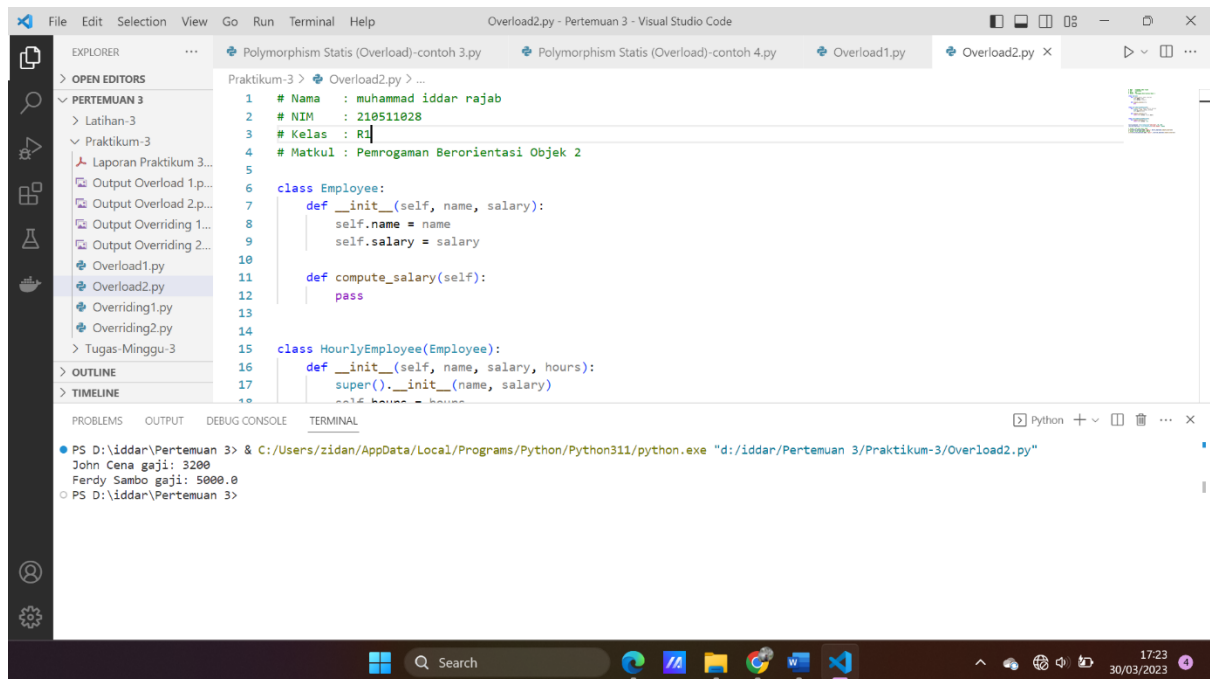 File Edit Selection View Go Run Terminal Help Overload2.py - Pertemuan 3 - Visual Studio Code
EXPLORER ...
Polymorphism Statis (Overload)-contoh 3.py Polymorphism Statis (Overload)-contoh 4.py Overload1.py Overload2.py
OPEN EDITORS
PERTEMUAN 3
Latihan-3
Praktikum-3
Laporan Praktikum 3...
Output Overload 1.p...
Output Overload 2.p...
Output Overriding 1...
Output Overriding 2...
Overload1.py
Overload2.py
Overriding1.py
Overriding2.py
Tugas-Minggu-3
OUTLINE
TIMELINE
Praktikum-3 > Overload2.py > ...
1 # Nama : muhammad iddar rajab
2 # NIM : 210511028
3 # Kelas : R1
4 # Matkul : Pemrogaman Berorientasi Objek 2
5
6 class Employee:
7 def __init__(self, name, salary):
8 self.name = name
9 self.salary = salary
10
11 def compute_salary(self):
12 pass
13
14
15 class HourlyEmployee(Employee):
16 def __init__(self, name, salary, hours):
17 super().__init__(name, salary)
18 self.hours = hours
PROBLEMS OUTPUT DEBUG CONSOLE TERMINAL Python
PS D:\iddar\Pertemuan 3> & C:/Users/zidan/AppData/Local/Programs/Python/Python311/python.exe "d:/iddar/Pertemuan 3/Praktikum-3/Overload2.py"
John Cena gaji: 3200
Ferdy Sambo gaji: 5000.0
PS D:\iddar\Pertemuan 3>
Search
17:23
30/03/2023
4